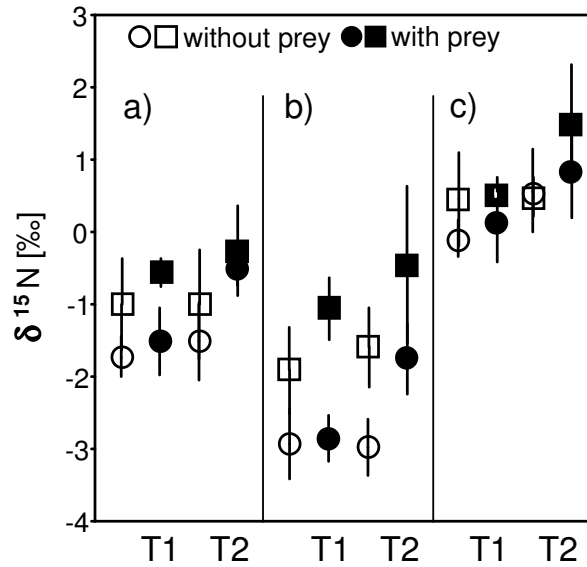 3
without prey with prey
2
a) b) c)
1
0
-1
-2
-3
-4
δ ¹⁵ N [‰]
T1 T2 T1 T2 T1 T2